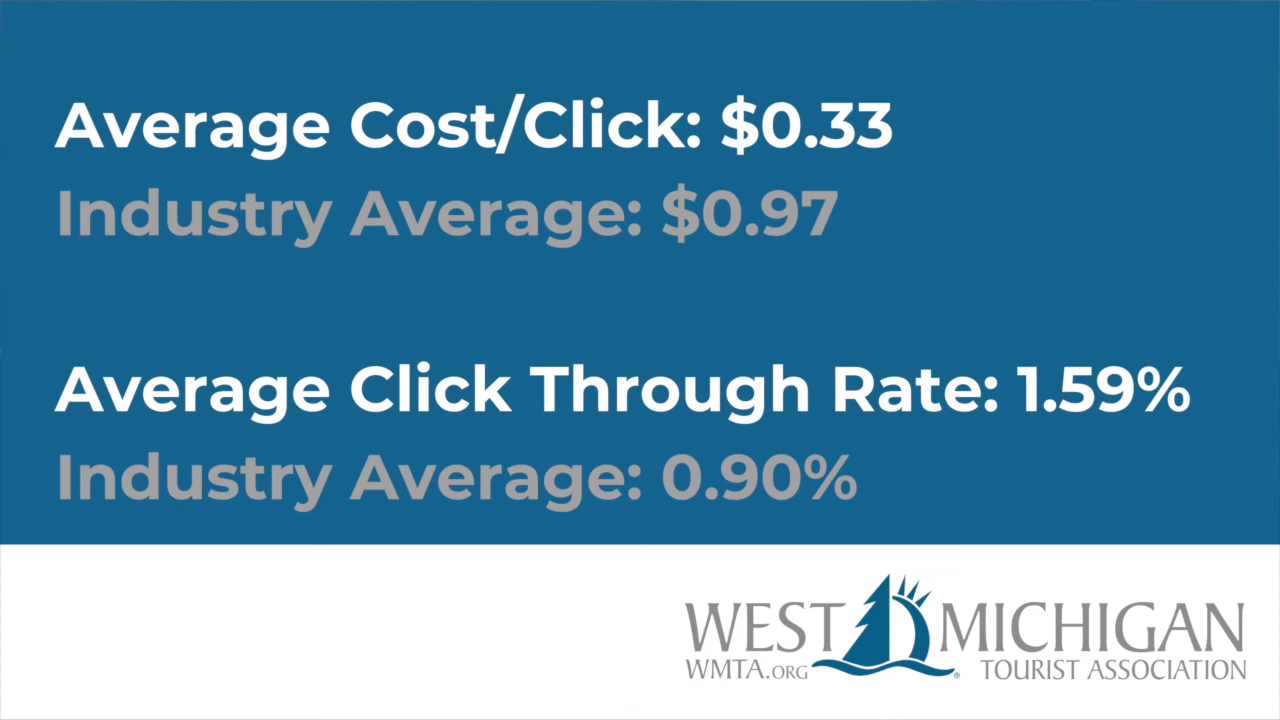 Average Cost/Click: $0.33
Industry Average: $0.97
Average Click Through Rate: 1.59%
Industry Average: 0.90%
WEST MICHIGAN
WMTA.ORG TOURIST ASSOCIATION
®